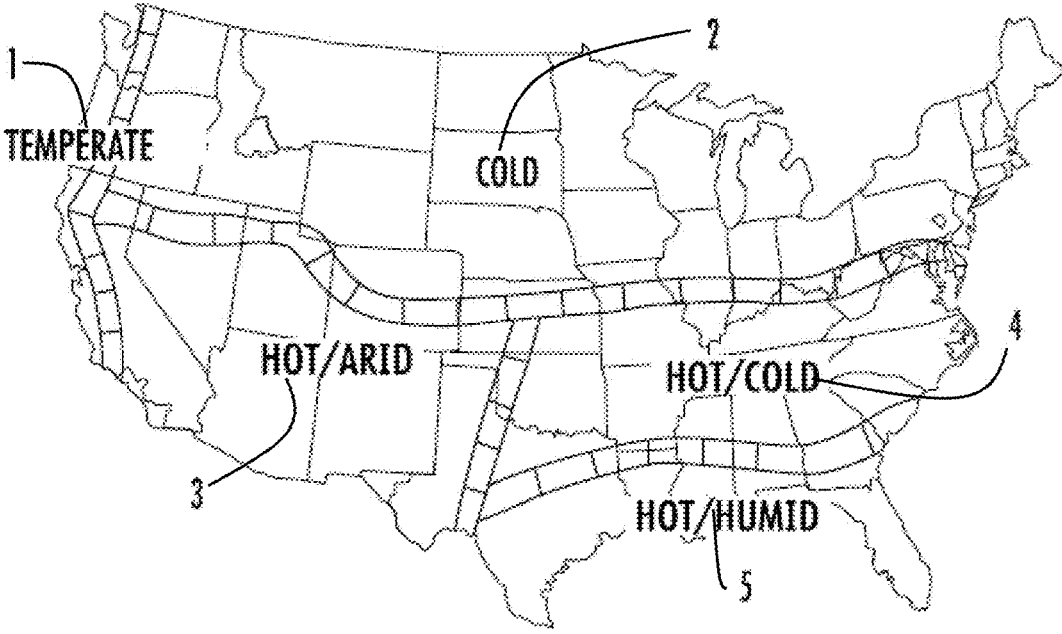 1
2
TEMPERATE
COLD
HOT/ARID
HOT/COLD
4
3
HOT/HUMID
5